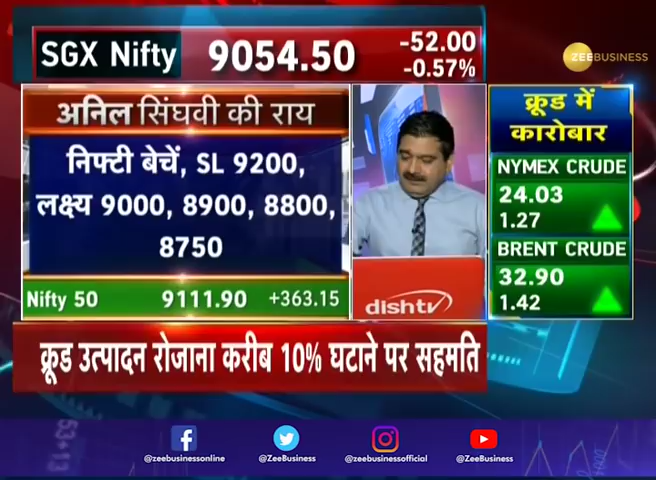 SGX Nifty 9054.50 -52.00
-0.57%
ZEE BUSINESS
अनिल सिंघवी की राय
निफ्टी बेचें, SL 9200,
लक्ष्य 9000, 8900, 8800,
8750
Nifty 50 9111.90 +363.15
dishtv
क्रूड में
कारोबार
NYMEX CRUDE
24.03
1.27
BRENT CRUDE
32.90
1.42
क्रूड उत्पादन रोजाना करीब 10% घटाने पर सहमति
@zeebusinessonline @ZeeBusiness @zeebusinessofficial @ZeeBusiness